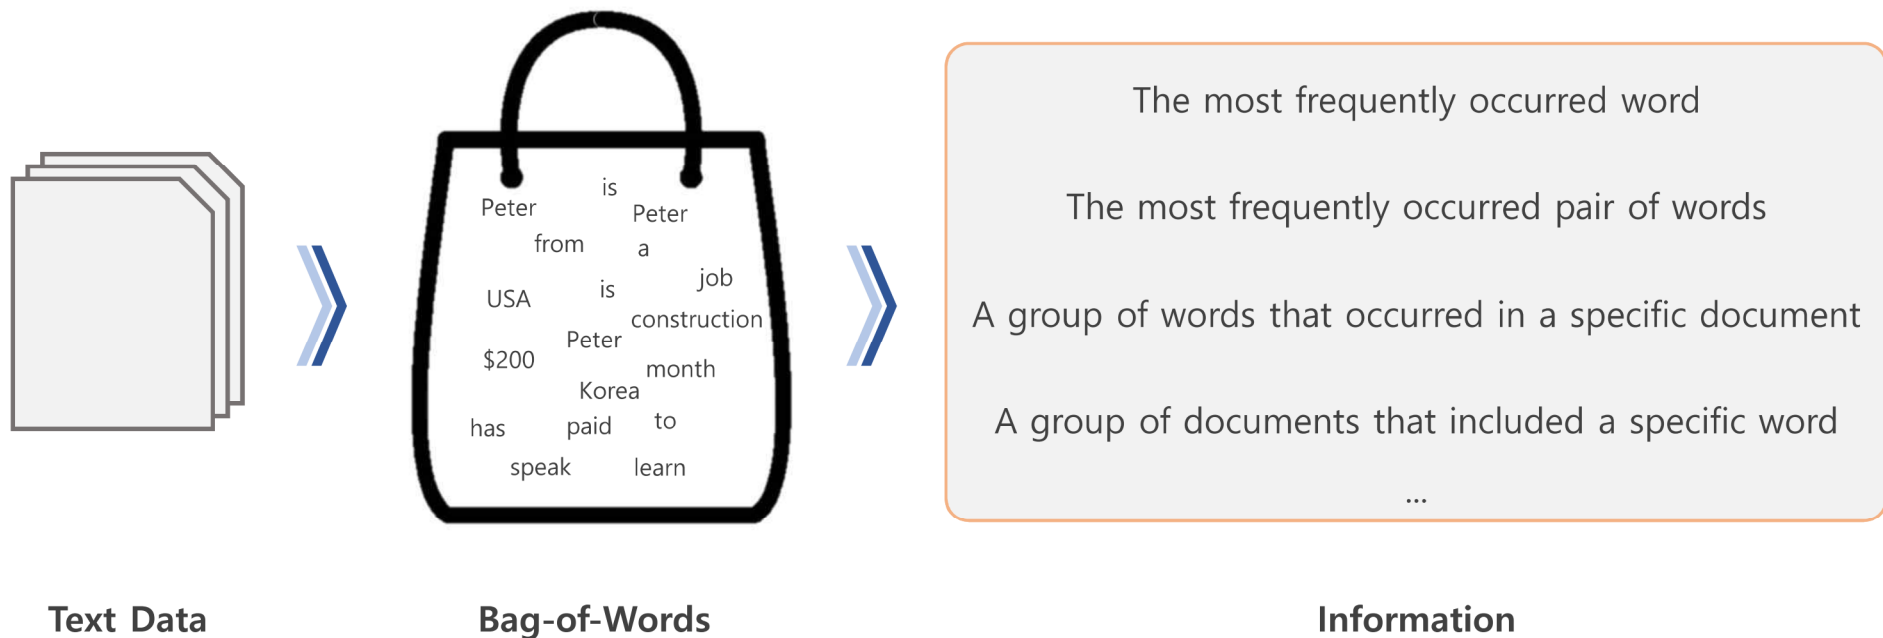 is
Peter
Peter
from
a
job
USA
is
construction
Peter
$200
month
Korea
has
paid
to
speak
learn
The most frequently occurred word
The most frequently occurred pair of words
A group of words that occurred in a specific document
A group of documents that included a specific word
...
Text Data
Bag-of-Words
Information